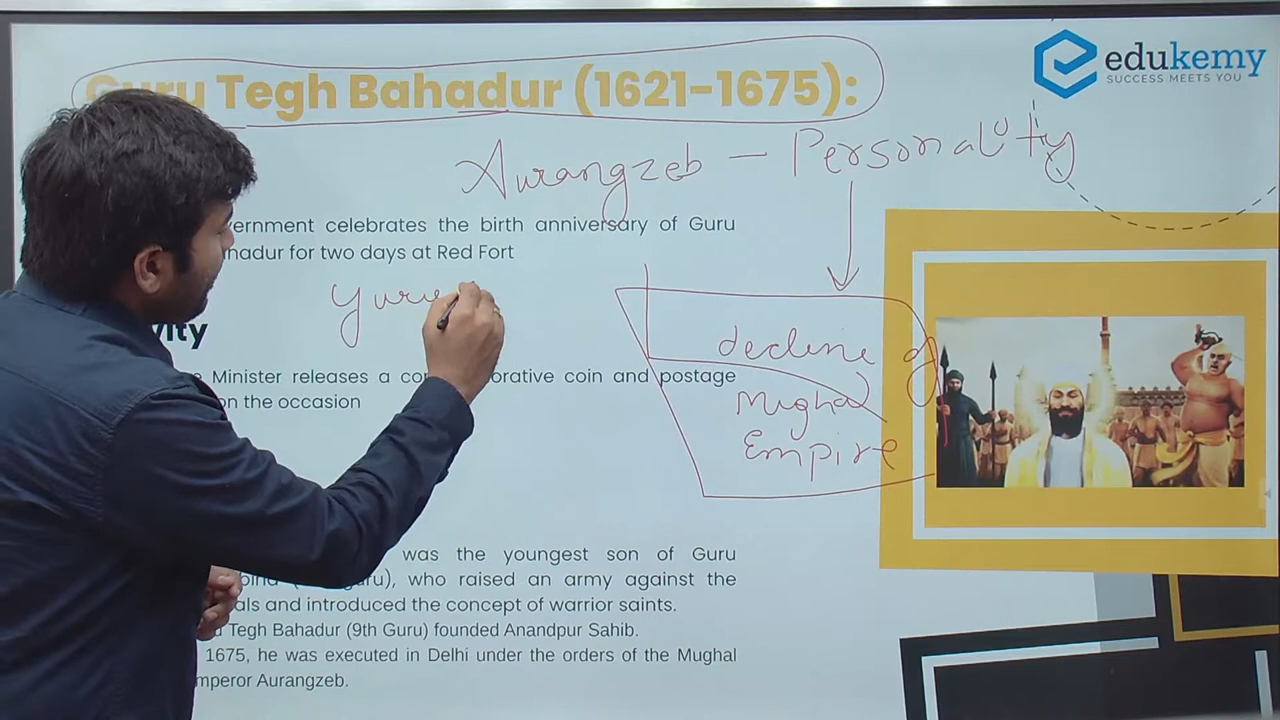 Guru Tegh Bahadur (1621-1675):
edukemy
SUCCESS MEETS YOU
Aurangzeb - Personality
ernment celebrates the birth anniversary of Guru
hadur for two days at Red Fort
decline of
Mughal
Empire
vity
Minister releases a co orative coin and postage
on the occasion
was the youngest son of Guru
who raised an army against the
als and introduced the concept of warrior saints.
Tegh Bahadur (9th Guru) founded Anandpur Sahib.
1675, he was executed in Delhi under the orders of the Mughal
mperor Aurangzeb.